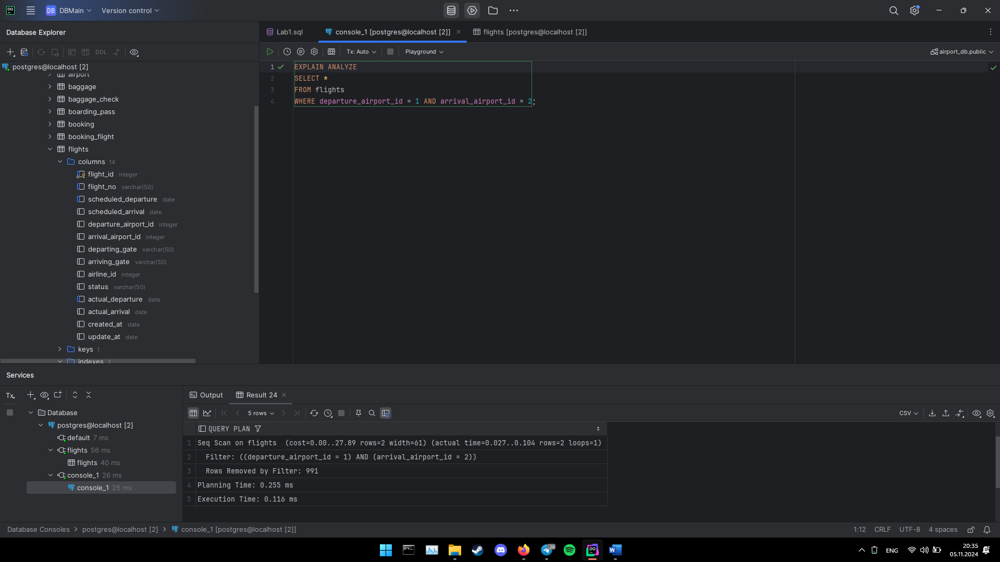 DG
DB DBMain Version control
Database Explorer
Lab1.sql console_1 [postgres@localhost [2]] flights [postgres@localhost [2]]
DDL Tx: Auto Playground airport_db.public
postgres@localhost [2]
airport
baggage
baggage_check
boarding_pass
booking
booking_flight
flights
columns 14
flight_id integer
flight_no varchar(50)
scheduled_departure date
scheduled_arrival date
departure_airport_id integer
arrival_airport_id integer
departing_gate varchar(50)
arriving_gate varchar(50)
airline_id integer
status varchar(50)
actual_departure date
actual_arrival date
created_at date
update_at date
keys 1
indexes 3
1 EXPLAIN ANALYZE
2 SELECT *
3 FROM flights
4 WHERE departure_airport_id = 1 AND arrival_airport_id = 2;
Services
Tx
Database
postgres@localhost [2]
default 7 ms
flights 56 ms
flights 40 ms
console_1 26 ms
console_1 26 ms
Output Result 24
5 rows CSV
QUERY PLAN
1 Seq Scan on flights (cost=0.00..27.89 rows=2 width=61) (actual time=0.027..0.104 rows=2 loops=1)
2 Filter: ((departure_airport_id = 1) AND (arrival_airport_id = 2))
3 Rows Removed by Filter: 991
4 Planning Time: 0.255 ms
5 Execution Time: 0.116 ms
Database Consoles > postgres@localhost [2] > console_1 [postgres@localhost [2]]
1:12 CRLF UTF-8 4 spaces
26 DG W ENG 20:35
05.11.2024